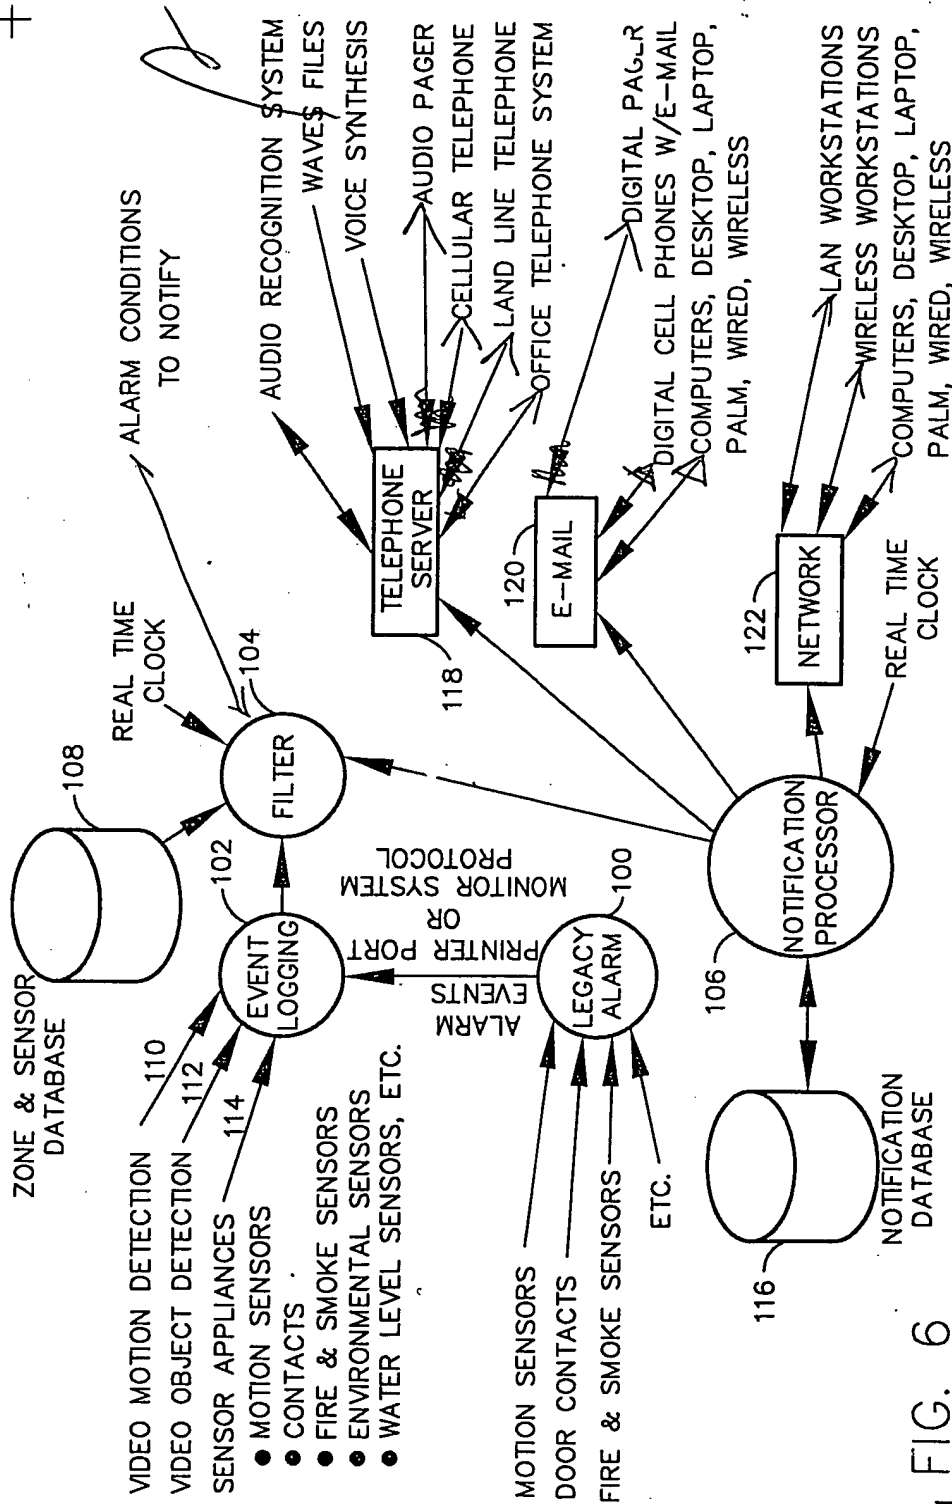 ZONE & SENSOR
DATABASE
108
REAL TIME
CLOCK
ALARM CONDITIONS
TO NOTIFY
VIDEO MOTION DETECTION
110
VIDEO OBJECT DETECTION
112
SENSOR APPLIANCES
114
● MOTION SENSORS
● CONTACTS
● FIRE & SMOKE SENSORS
● ENVIRONMENTAL SENSORS
● WATER LEVEL SENSORS, ETC.
EVENT
LOGGING
102
FILTER
104
AUDIO RECOGNITION SYSTEM
WAVES FILES
VOICE SYNTHESIS
AUDIO PAGER
CELLULAR TELEPHONE
LAND LINE TELEPHONE
OFFICE TELEPHONE SYSTEM
TELEPHONE
SERVER
118
ALARM
EVENTS
PRINTER PORT
OR
MONITOR SYSTEM
PROTOCOL
MOTION SENSORS
DOOR CONTACTS
FIRE & SMOKE SENSORS
ETC.
LEGACY
ALARM
100
E-MAIL
120
DIGITAL PAGER
DIGITAL CELL PHONES W/E-MAIL
COMPUTERS, DESKTOP, LAPTOP,
PALM, WIRED, WIRELESS
116
NOTIFICATION
DATABASE
106
NOTIFICATION
PROCESSOR
122
NETWORK
REAL TIME
CLOCK
LAN WORKSTATIONS
WIRELESS WORKSTATIONS
COMPUTERS, DESKTOP, LAPTOP,
PALM, WIRED, WIRELESS
FIG. 6